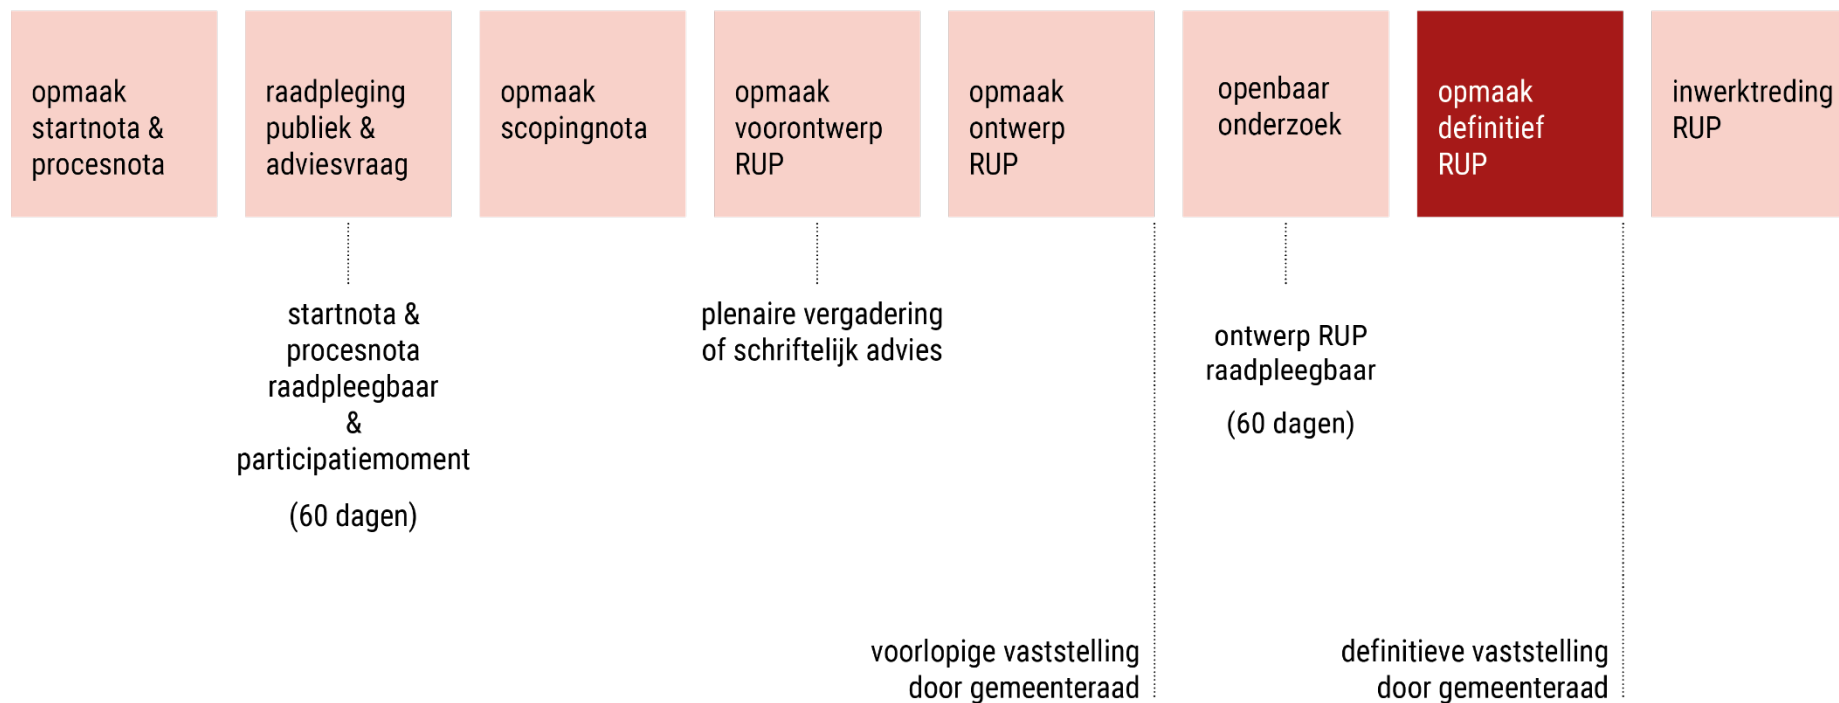 opmaak
startnota &
procesnota
raadpleging
publiek &
adviesvraag
opmaak
scopingnota
opmaak
voorontwerp
RUP
opmaak
ontwerp
RUP
openbaar
onderzoek
opmaak
definitief
RUP
inwerktreding
RUP
startnota &
procesnota
raadpleegbaar
&
participatiemoment
(60 dagen)
plenaire vergadering
of schriftelijk advies
ontwerp RUP
raadpleegbaar
(60 dagen)
voorlopige vaststelling
door gemeenteraad
definitieve vaststelling
door gemeenteraad